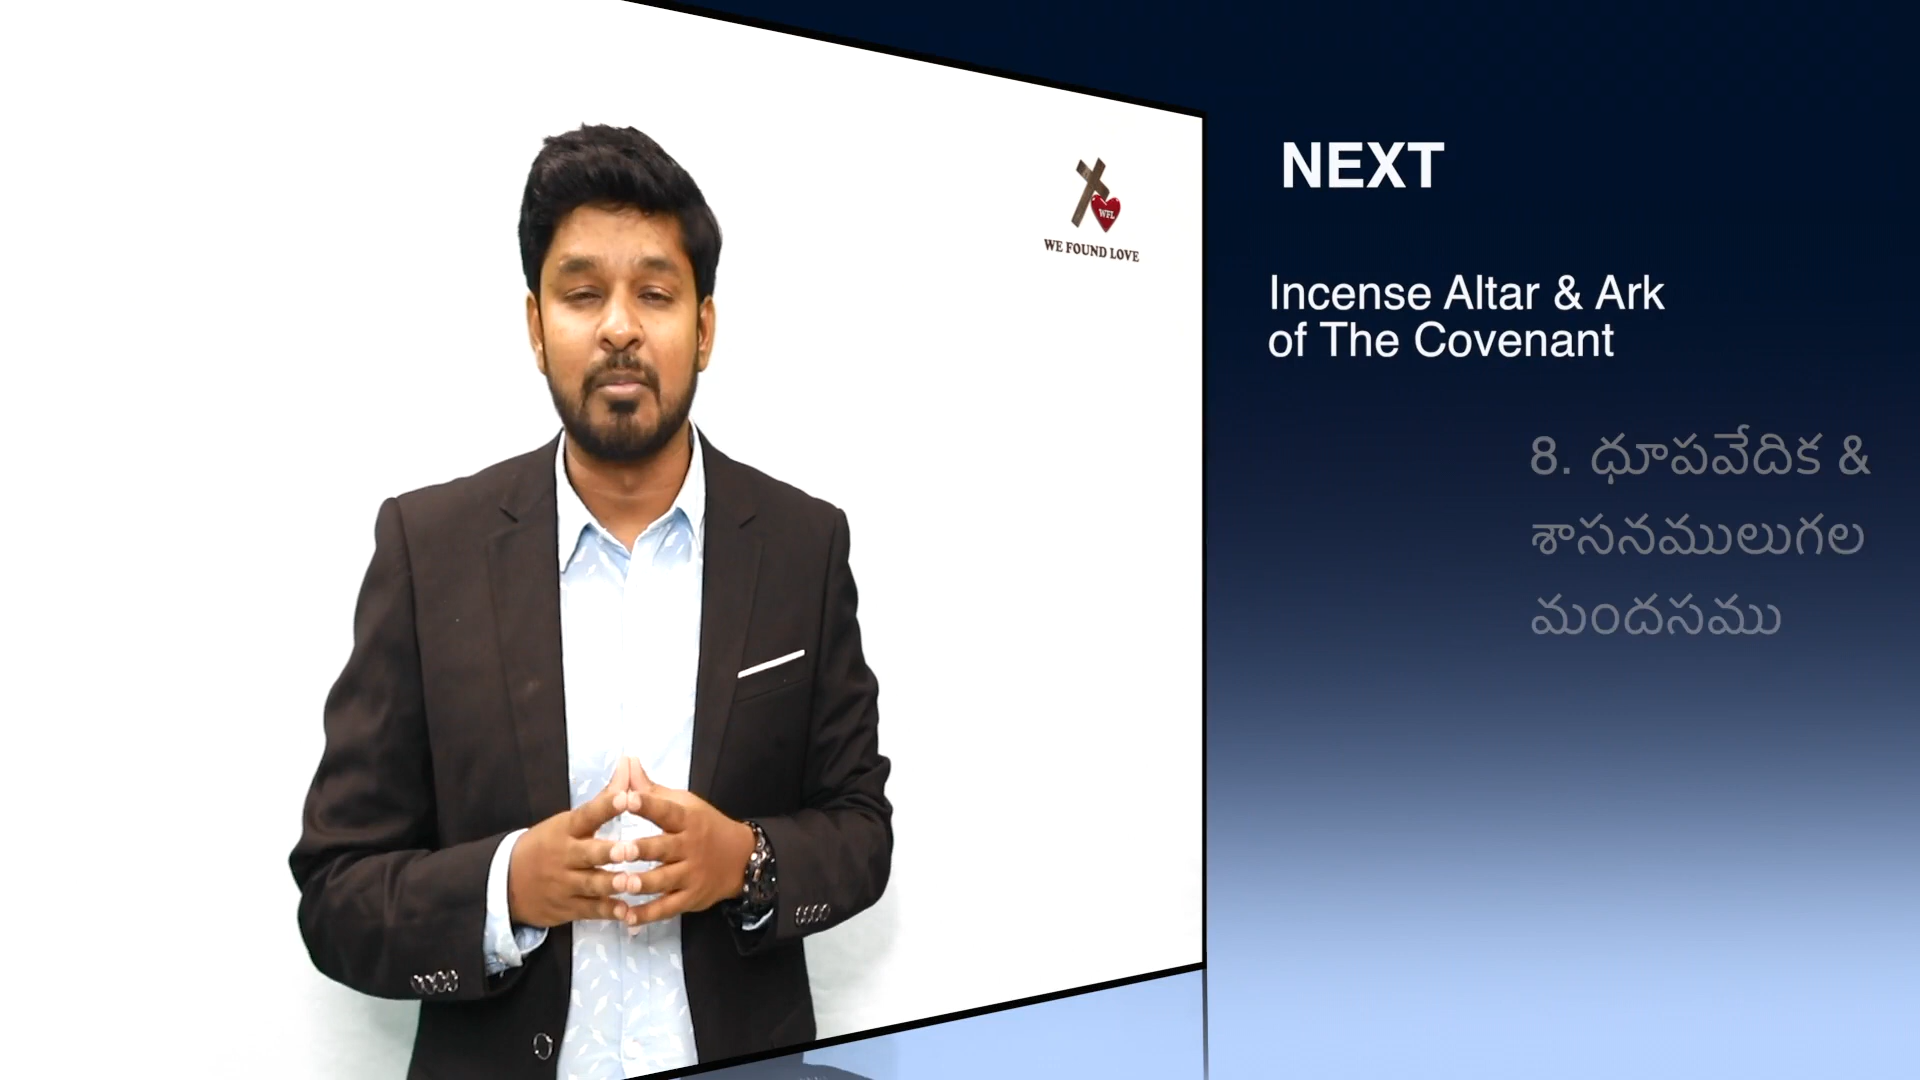 WFL
WE FOUND LOVE
NEXT
Incense Altar & Ark
of The Covenant
8. ధూపవేదిక &
శాసనములుగల
మందసము